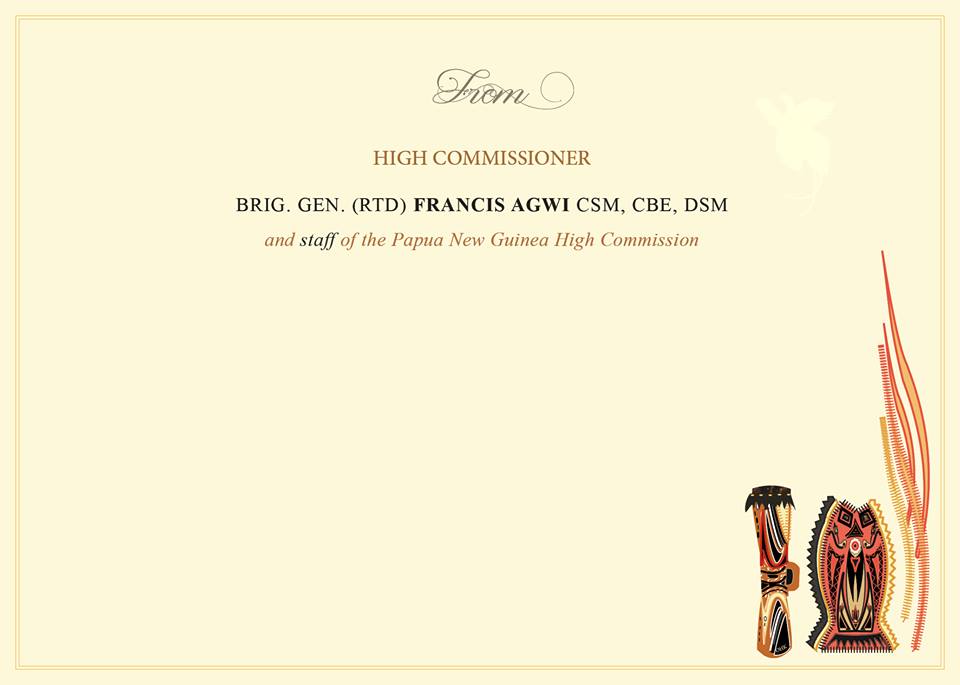 From
HIGH COMMISSIONER
BRIG. GEN. (RTD) FRANCIS AGWI CSM, CBE, DSM
and staff of the Papua New Guinea High Commission